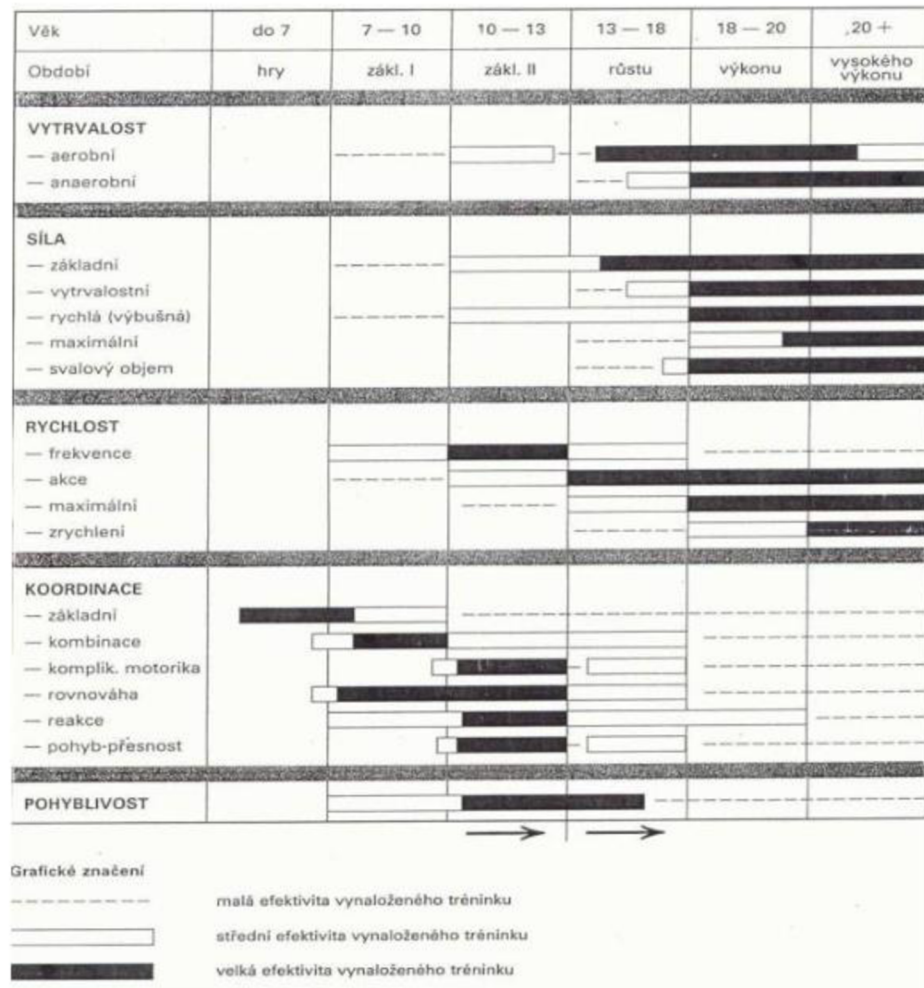 Věk do 7 7 — 10 10 — 13 13 — 18 18 — 20 ,20 +
Období hry zákl. I zákl. II růstu výkonu vysokého výkonu
VYTRVALOST
— aerobní
— anaerobní
SÍLA
— základní
— vytrvalostní
— rychlá (výbušná)
— maximální
— svalový objem
RYCHLOST
— frekvence
— akce
— maximální
— zrychlení
KOORDINACE
— základní
— kombinace
— komplik. motorika
— rovnováha
— reakce
— pohyb-přesnost
POHYBLIVOST
Grafické značení
malá efektivita vynaloženého tréninku
střední efektivita vynaloženého tréninku
velká efektivita vynaloženého tréninku